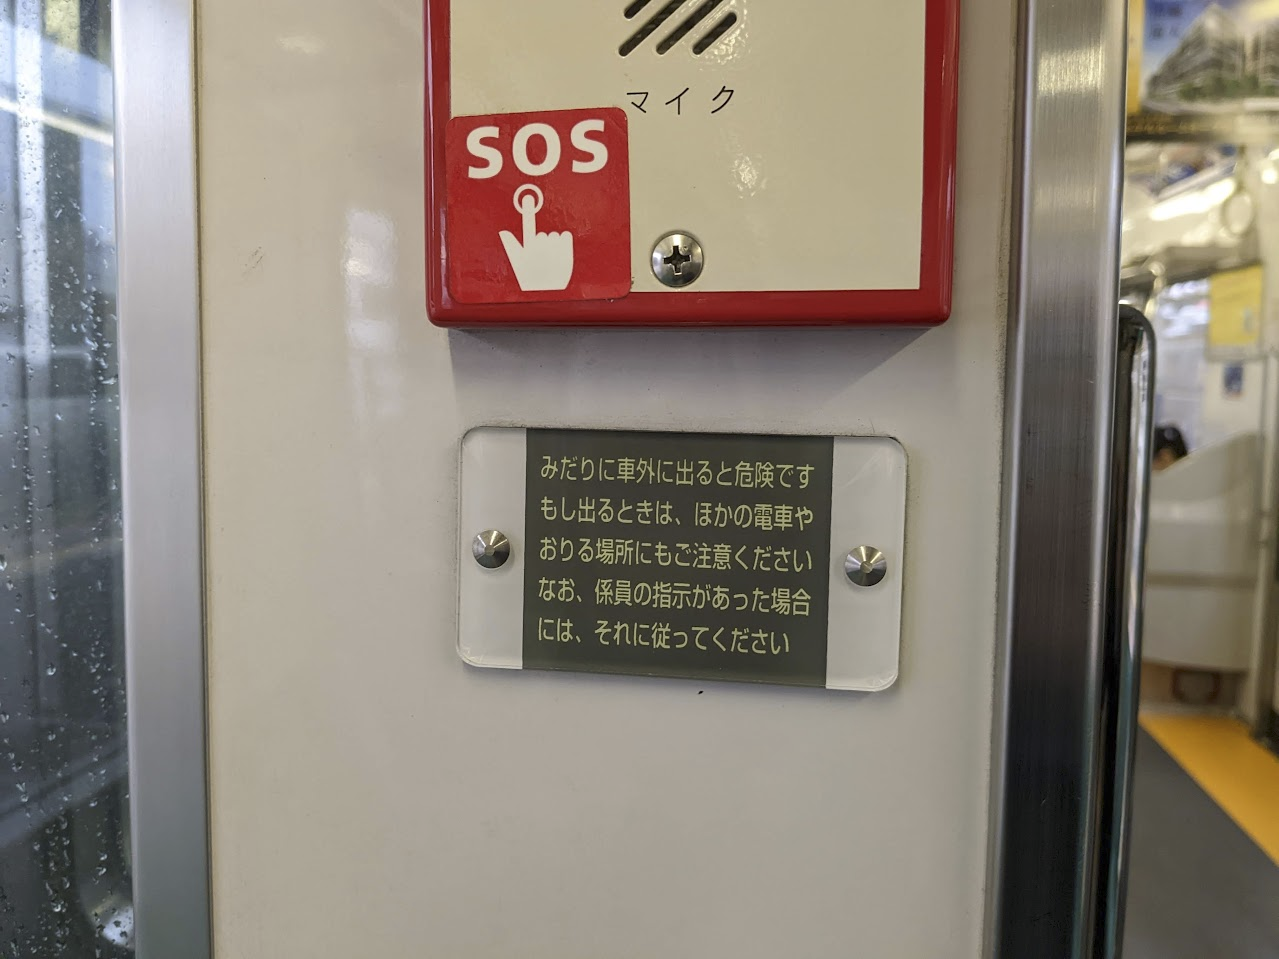 マイク
SOS
みだりに車外に出ると危険です
もし出るときは、ほかの電車や
おりる場所にもご注意ください
なお、係員の指示があった場合
には、それに従ってください